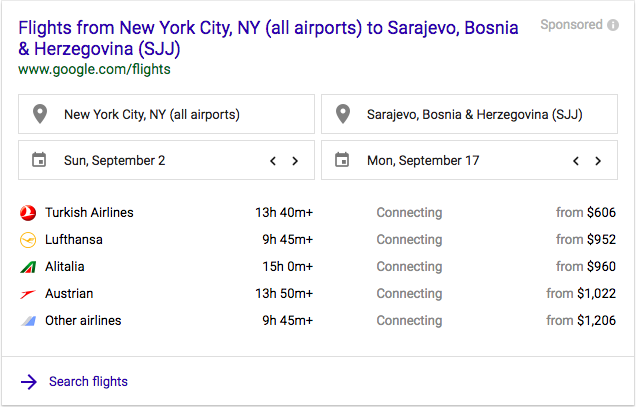 Flights from New York City, NY (all airports) to Sarajevo, Bosnia
& Herzegovina (SJJ)
Sponsored
www.google.com/flights
New York City, NY (all airports)
Sarajevo, Bosnia & Herzegovina (SJJ)
Sun, September 2
Mon, September 17
Turkish Airlines 13h 40m+ Connecting from $606
Lufthansa 9h 45m+ Connecting from $952
Alitalia 15h 0m+ Connecting from $960
Austrian 13h 50m+ Connecting from $1,022
Other airlines 9h 45m+ Connecting from $1,206
Search flights